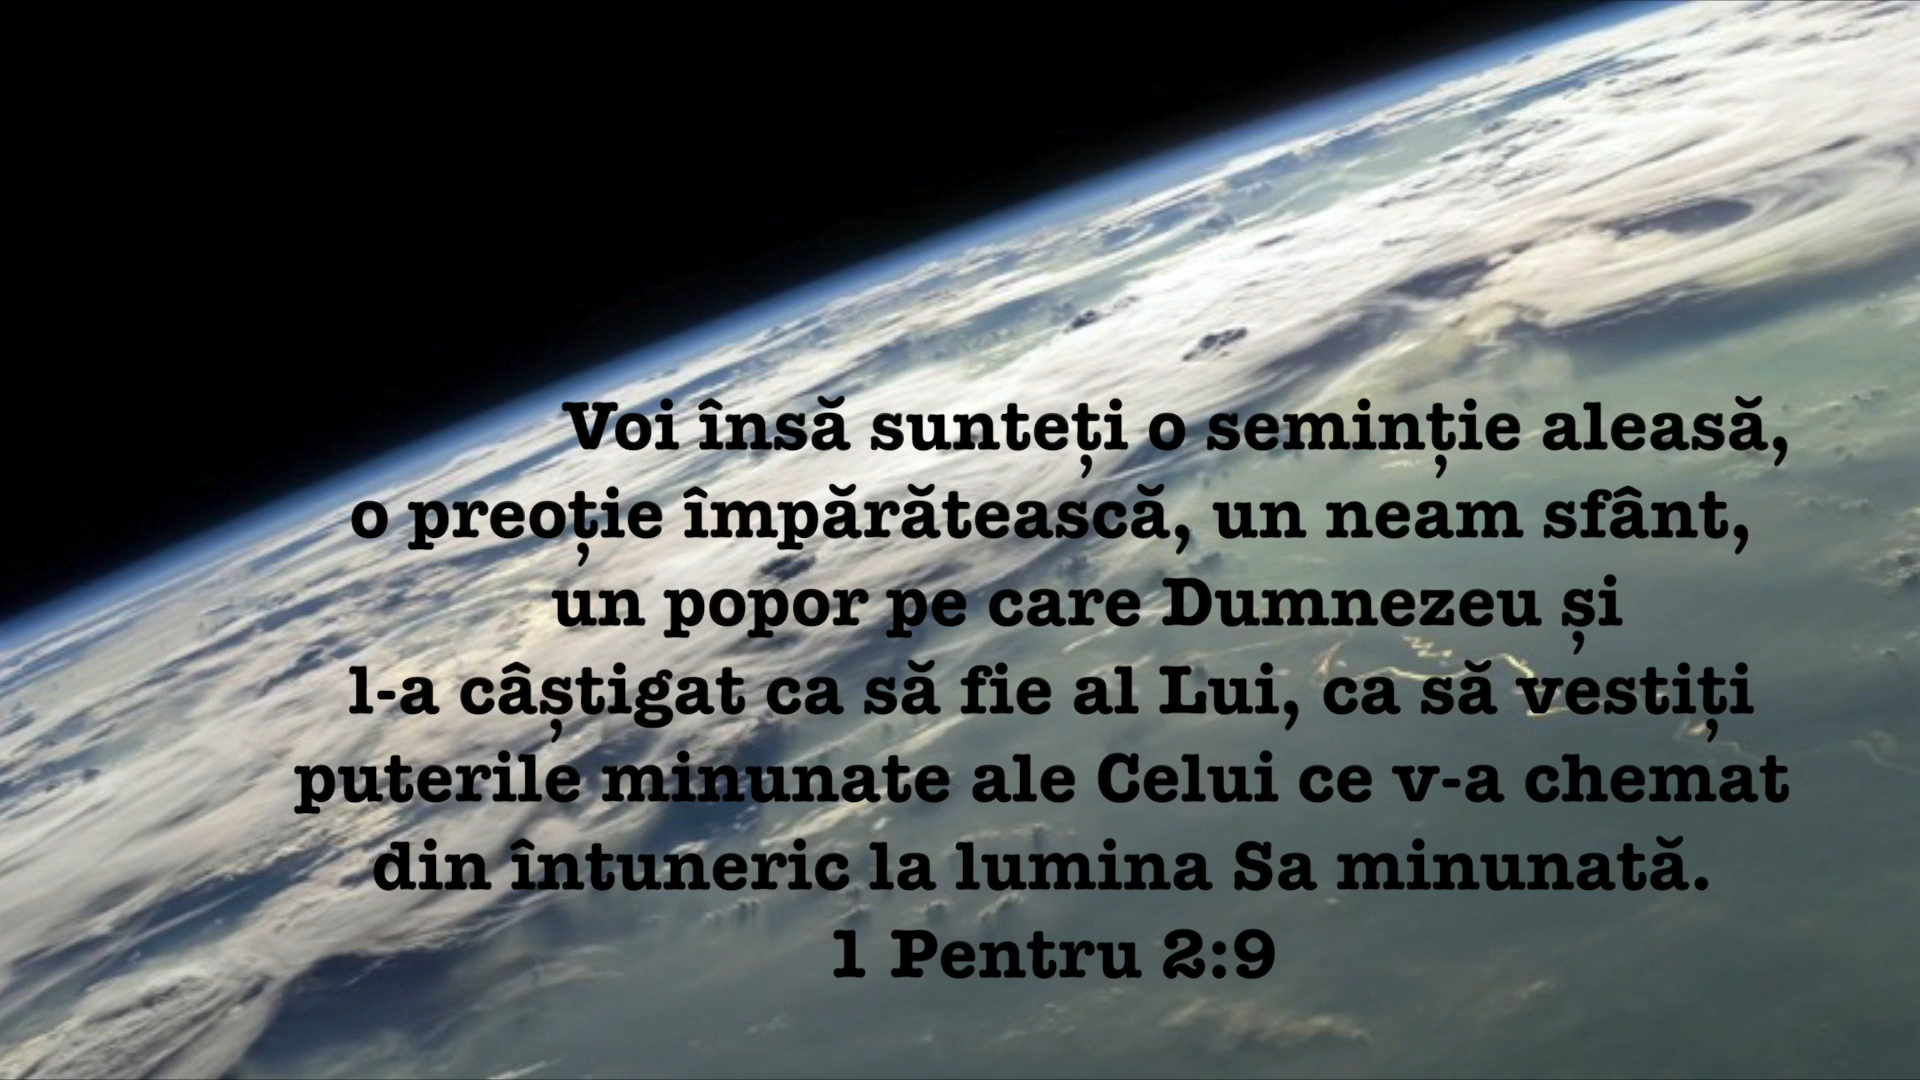 Voi însă sunteți o seminție aleasă,
o preoție împărătească, un neam sfânt,
un popor pe care Dumnezeu și
l-a câștigat ca să fie al Lui, ca să vestiți
puterile minunate ale Celui ce v-a chemat
din întuneric la lumina Sa minunată.
1 Pentru 2:9